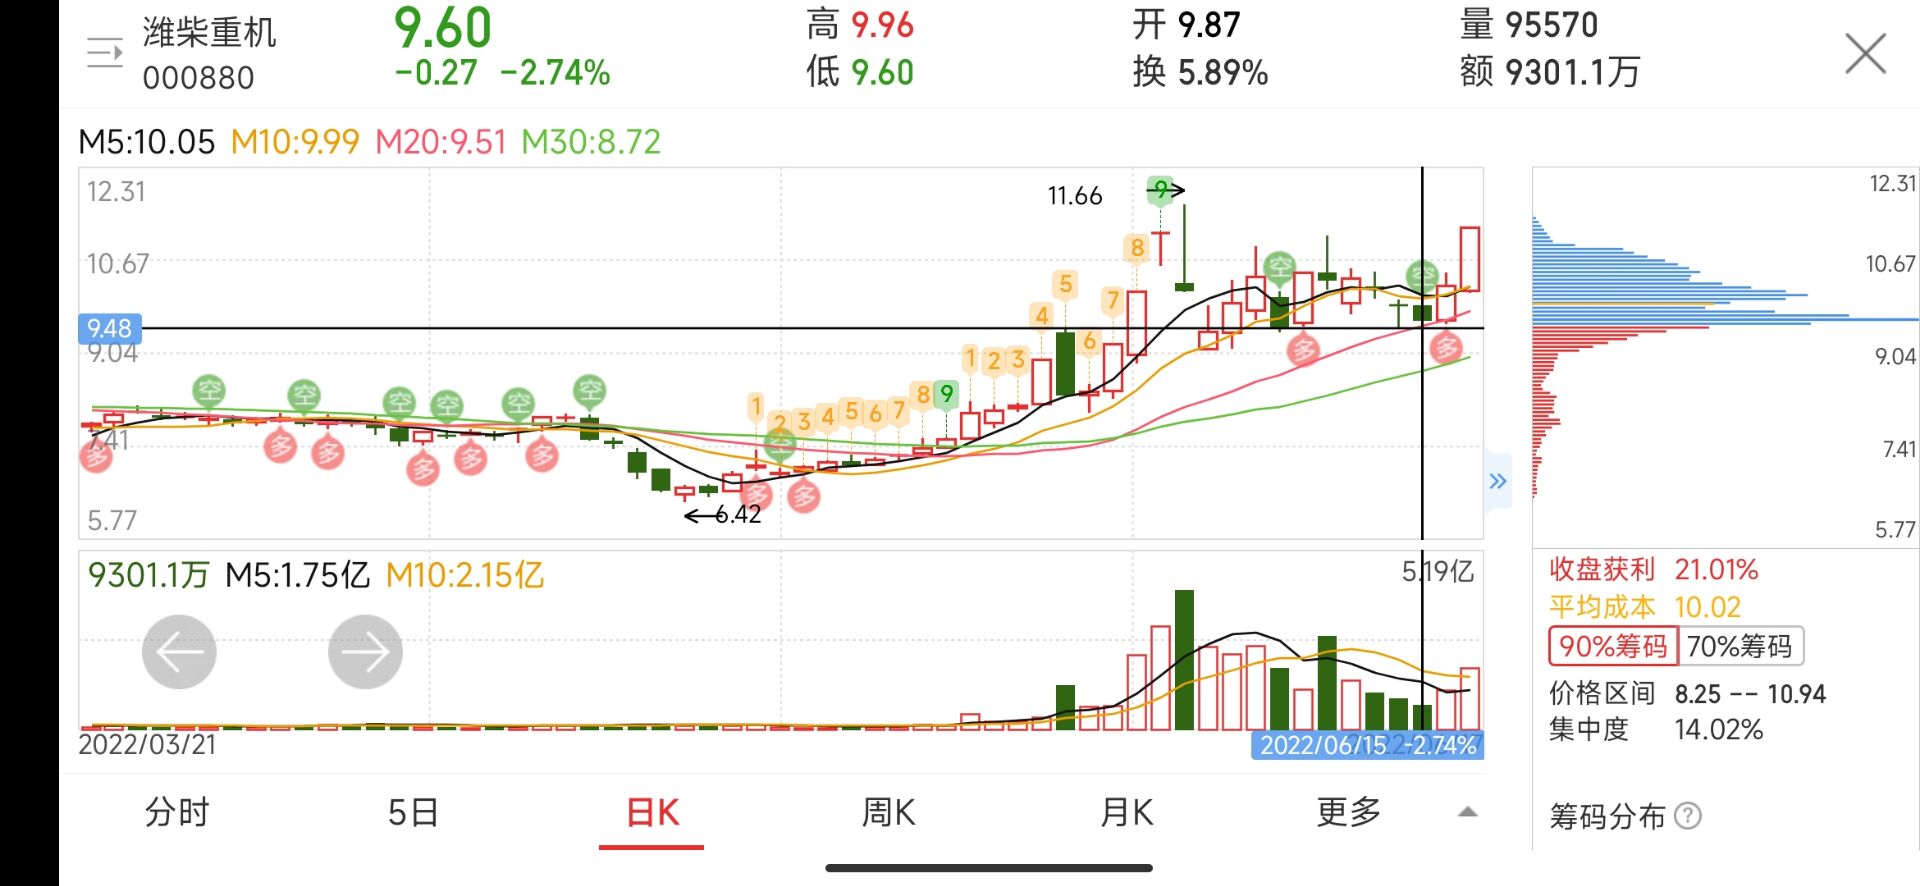 潍柴重机
000880
9.60
-0.27 -2.74%
高 9.96
低 9.60
开 9.87
换 5.89%
量 95570
额 9301.1万
M5:10.05 M10:9.99 M20:9.51 M30:8.72
12.31
10.67
9.48
9.04
7.41
5.77
11.66
6.42
空
空
空
空
空
空
空
空
空
多
多
多
多
多
多
多
多
多
多
1
2
3
4
5
6
7
8
9
1
2
3
4
5
6
7
8
9
12.31
10.67
9.04
7.41
5.77
9301.1万 M5:1.75亿 M10:2.15亿
5.19亿
2022/03/21
2022/06/15 -2.74%
收盘获利 21.01%
平均成本 10.02
90%筹码 70%筹码
价格区间 8.25 -- 10.94
集中度 14.02%
筹码分布 ?
分时 5日 日K 周K 月K 更多